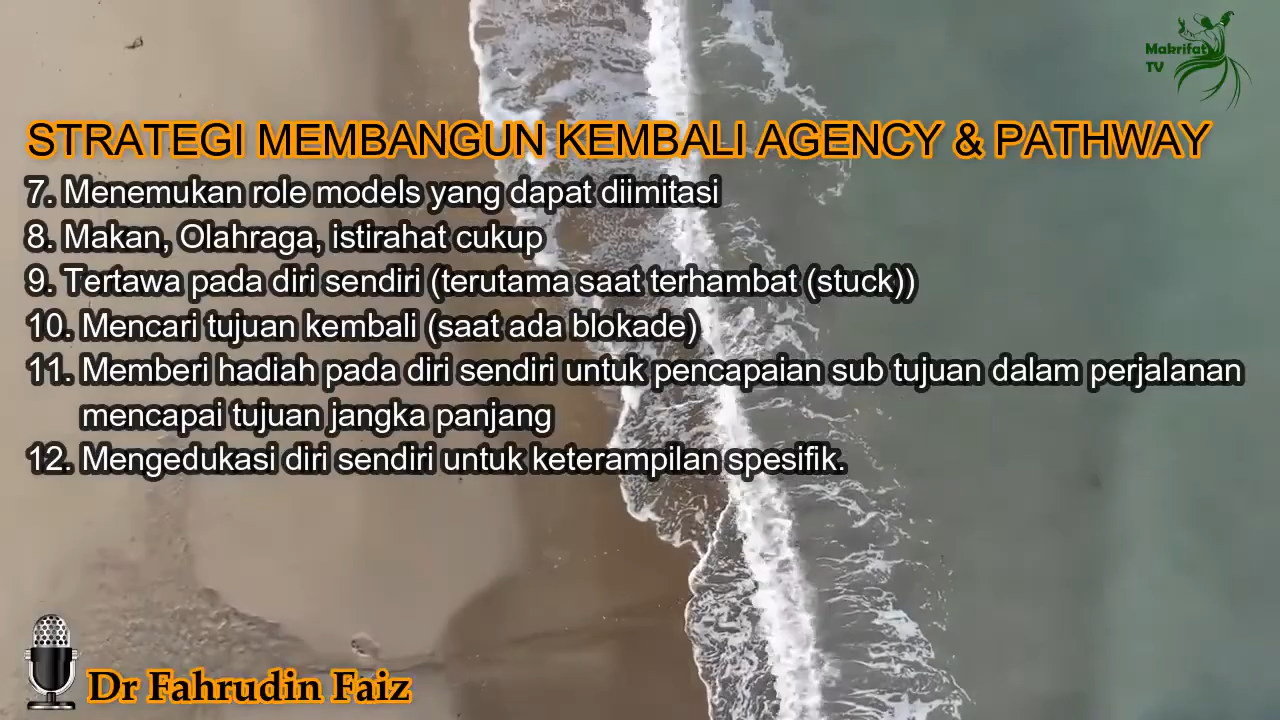 Makrifat
TV
STRATEGI MEMBANGUN KEMBALI AGENCY & PATHWAY
7. Menemukan role models yang dapat diimitasi
8. Makan, Olahraga, istirahat cukup
9. Tertawa pada diri sendiri (terutama saat terhambat (stuck))
10. Mencari tujuan kembali (saat ada blokade)
11. Memberi hadiah pada diri sendiri untuk pencapaian sub tujuan dalam perjalanan
mencapai tujuan jangka panjang
12. Mengedukasi diri sendiri untuk keterampilan spesifik.
Dr Fahrudin Faiz